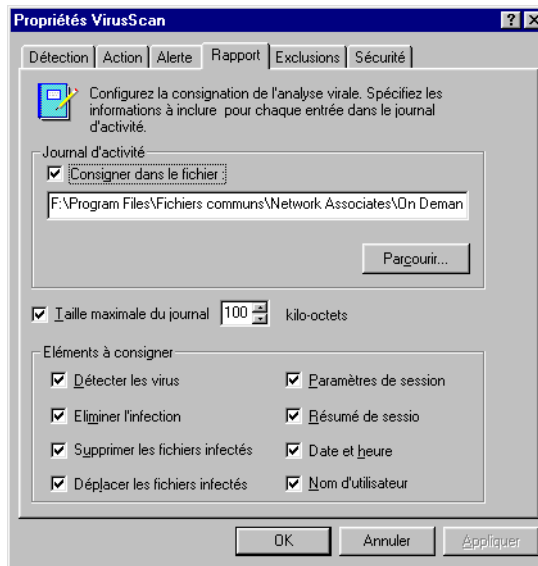 Propriétés VirusScan
Détection Action Alerte Rapport Exclusions Sécurité
Configurez la consignation de l'analyse virale. Spécifiez les
informations à inclure pour chaque entrée dans le journal
d'activité.
Journal d'activité
Consigner dans le fichier :
F:\Program Files\Fichiers communs\Network Associates\On Deman
Parcourir...
Taille maximale du journal 100 kilo-octets
Eléments à consigner
Détecter les virus Paramètres de session
Eliminer l'infection Résumé de sessio
Supprimer les fichiers infectés Date et heure
Déplacer les fichiers infectés Nom d'utilisateur
OK Annuler Appliquer